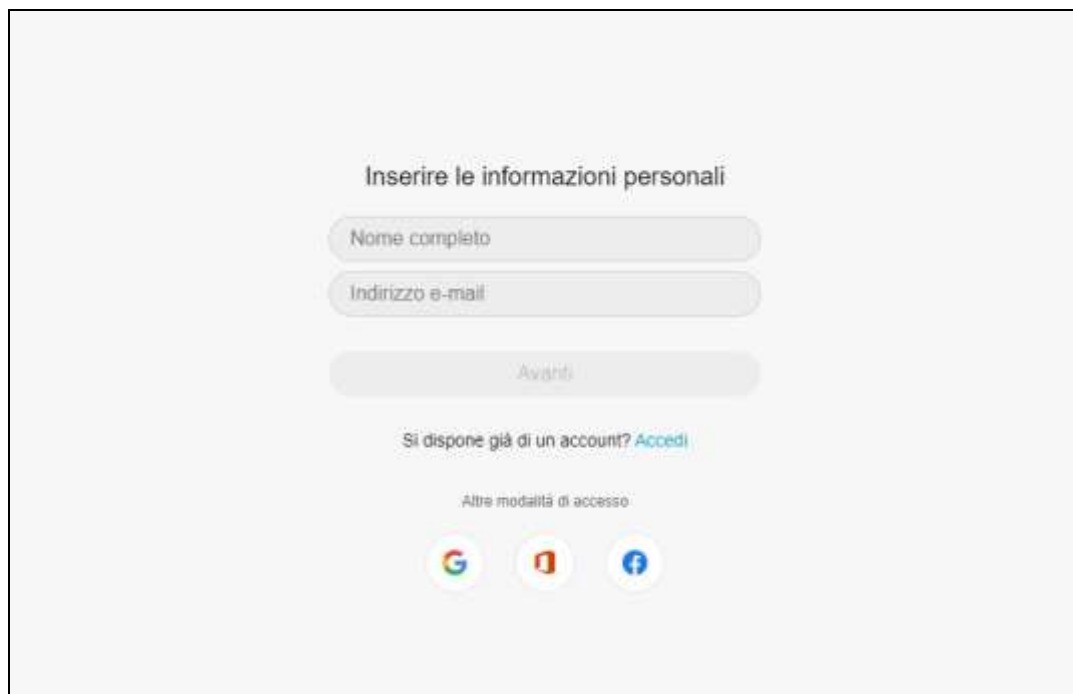 Inserire le informazioni personali
Nome completo
Indirizzo e-mail
Avanti
Si dispone già di un account? Accedi
Altre modalità di accesso